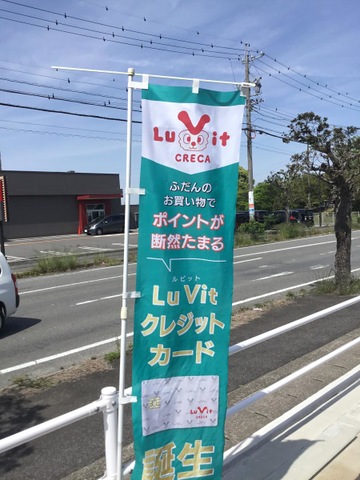 LuVit
CRECA
ふだんの
お買い物で
ポイントが
断然たまる
ルビット
LuVit
クレジット
カード
LuVit
CRECA
誕生